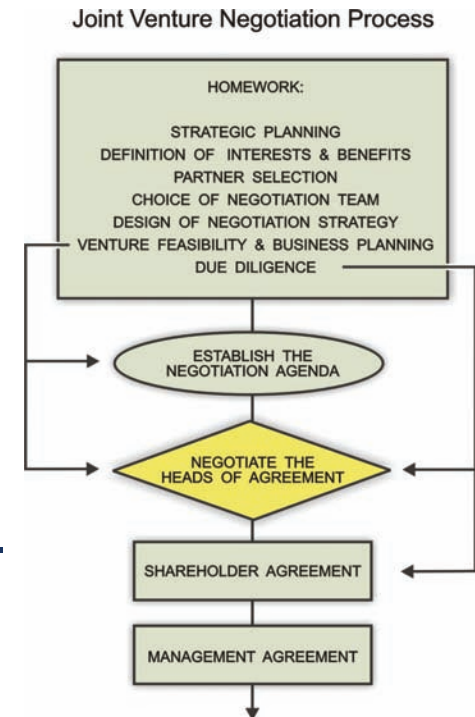 Joint Venture Negotiation Process
HOMEWORK:
STRATEGIC PLANNING
DEFINITION OF INTERESTS & BENEFITS
PARTNER SELECTION
CHOICE OF NEGOTIATION TEAM
DESIGN OF NEGOTIATION STRATEGY
VENTURE FEASIBILITY & BUSINESS PLANNING
DUE DILIGENCE
ESTABLISH THE
NEGOTIATION AGENDA
NEGOTIATE THE
HEADS OF AGREEMENT
SHAREHOLDER AGREEMENT
MANAGEMENT AGREEMENT